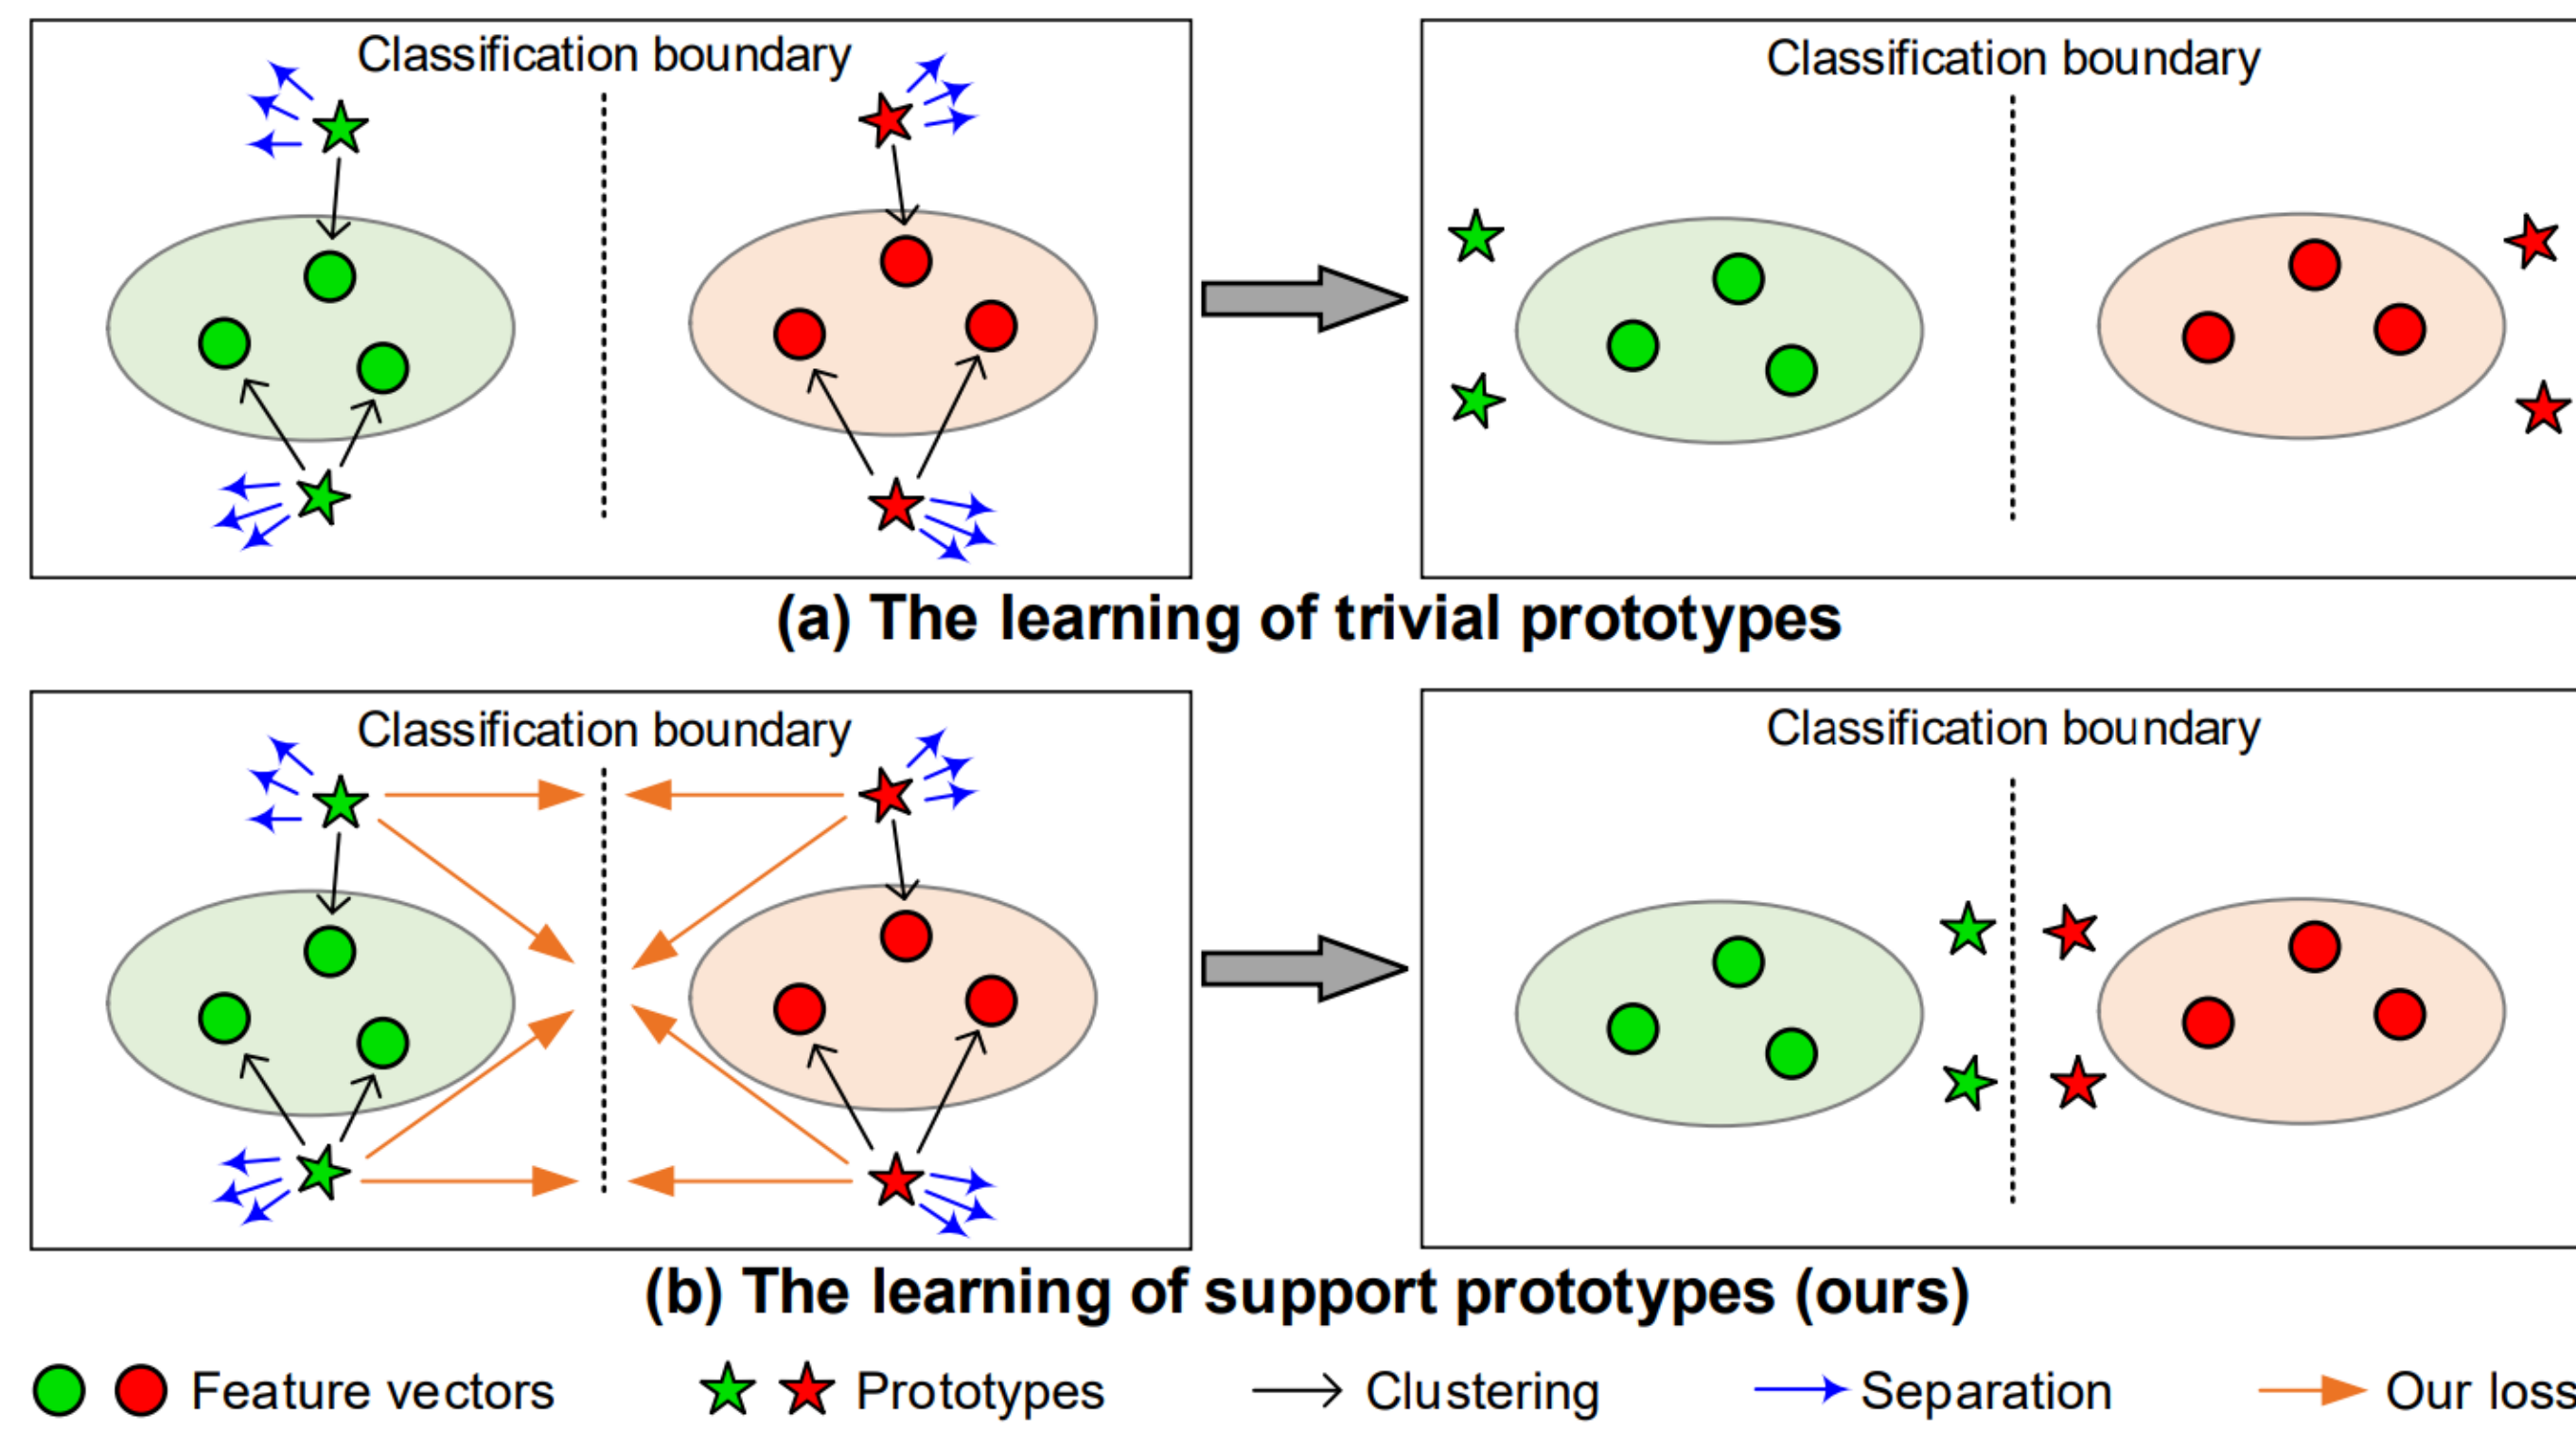 Classification boundary
Classification boundary
(a) The learning of trivial prototypes
Classification boundary
Classification boundary
(b) The learning of support prototypes (ours)
Feature vectors
Prototypes
Clustering
Separation
Our loss